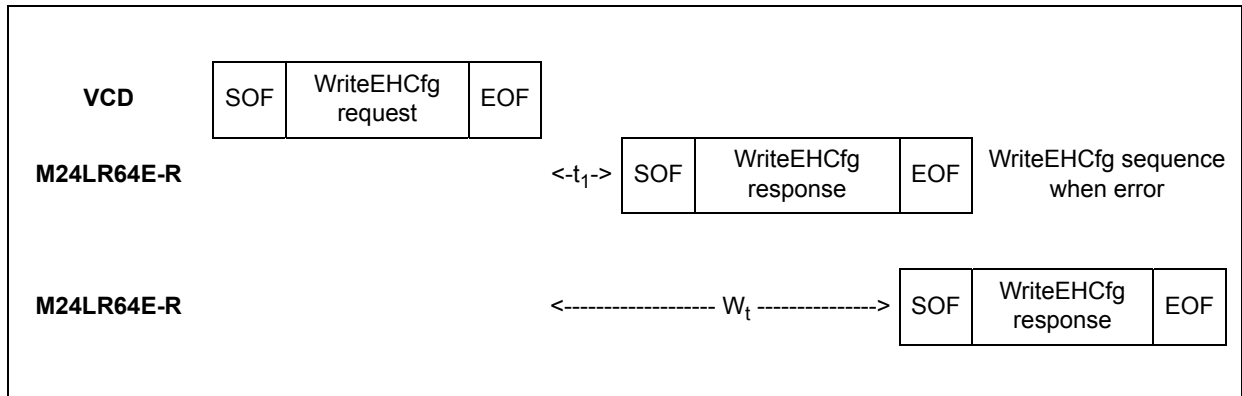 VCD SOF WriteEHCfg request EOF
M24LR64E-R <-t1-> SOF WriteEHCfg response EOF WriteEHCfg sequence when error
M24LR64E-R <------------------- Wt ---------------> SOF WriteEHCfg response EOF